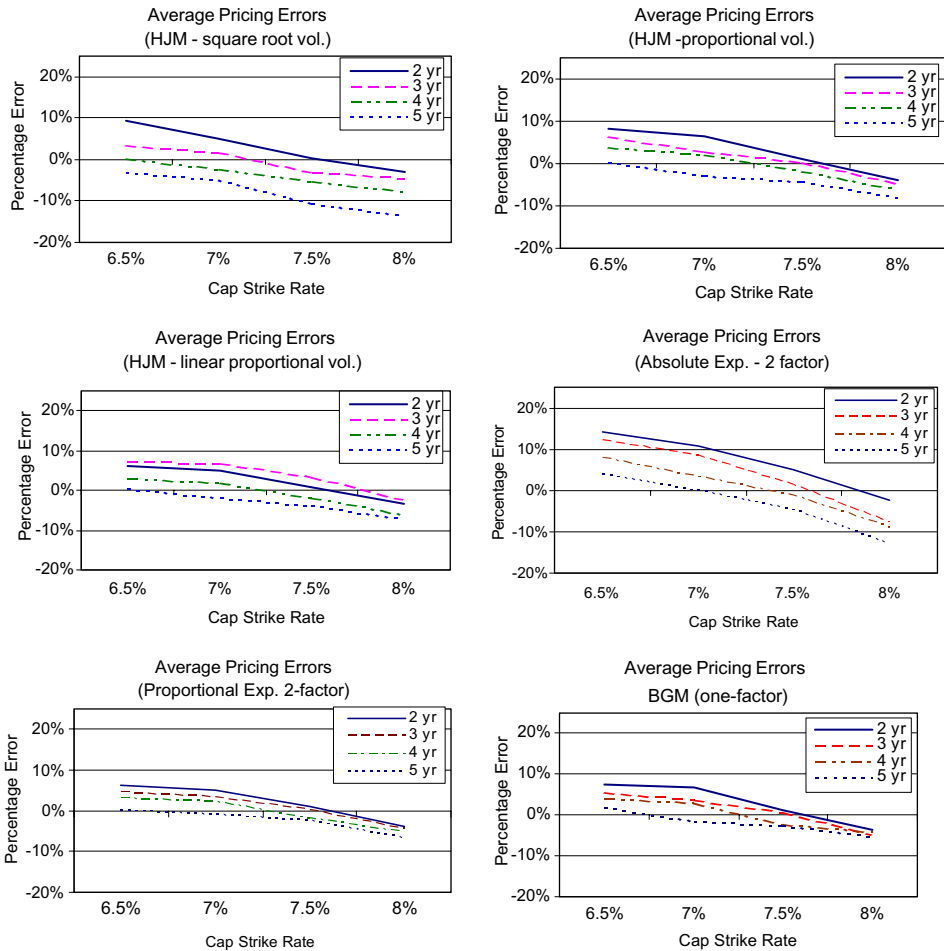 Average Pricing Errors
(HJM - square root vol.)
Percentage Error
20%
10%
0%
-10%
-20%
6.5% 7% 7.5% 8%
Cap Strike Rate
2 yr
3 yr
4 yr
5 yr
Average Pricing Errors
(HJM -proportional vol.)
Percentage Error
20%
10%
0%
-10%
-20%
6.5% 7% 7.5% 8%
Cap Strike Rate
2 yr
3 yr
4 yr
5 yr
Average Pricing Errors
(HJM - linear proportional vol.)
Percentage Error
20%
10%
0%
-10%
-20%
6.5% 7% 7.5% 8%
Cap Strike Rate
2 yr
3 yr
4 yr
5 yr
Average Pricing Errors
(Absolute Exp. - 2 factor)
Percentage Error
20%
10%
0%
-10%
-20%
6.5% 7% 7.5% 8%
Cap Strike Rate
2 yr
3 yr
4 yr
5 yr
Average Pricing Errors
(Proportional Exp. 2-factor)
Percentage Error
20%
10%
0%
-10%
-20%
6.5% 7% 7.5% 8%
Cap Strike Rate
2 yr
3 yr
4 yr
5 yr
Average Pricing Errors
BGM (one-factor)
Percentage Error
20%
10%
0%
-10%
-20%
6.5% 7% 7.5% 8%
Cap Strike Rate
2 yr
3 yr
4 yr
5 yr